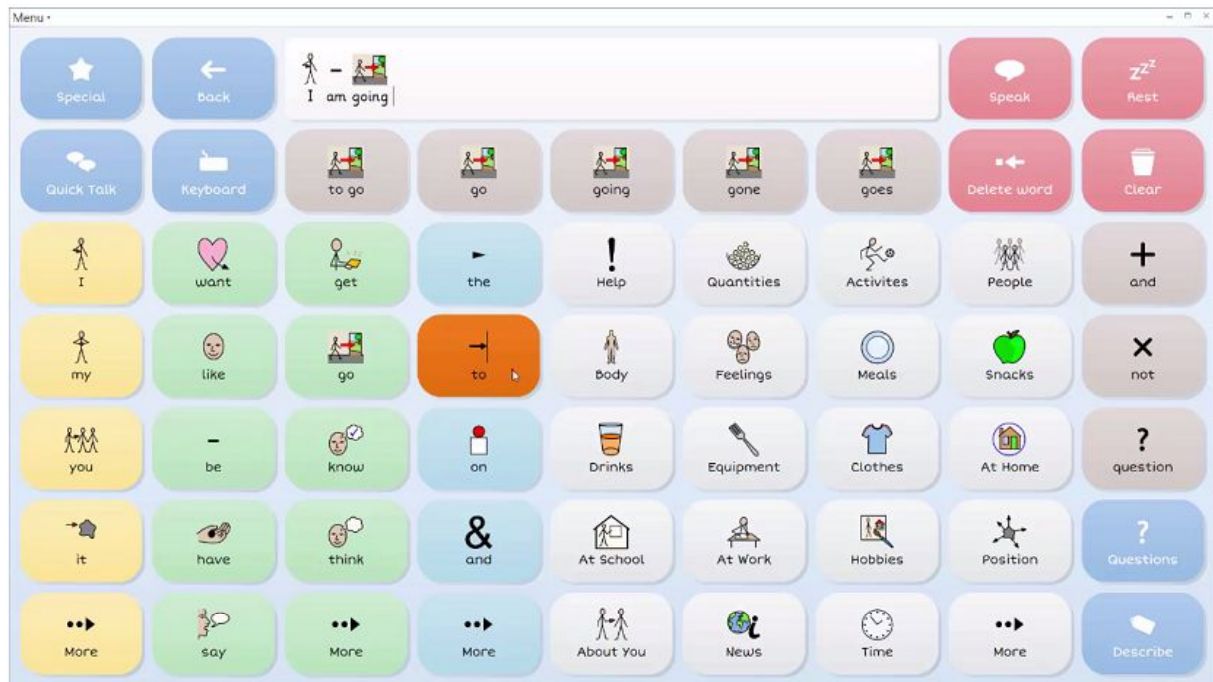 Menu
Special Back I am going Speak zzz Rest
Quick Talk Keyboard to go go going gone goes Delete word Clear
I want get the ! Help Quantities Activites People + and
my like go to Body Feelings Meals Snacks × not
you - be know on Drinks Equipment Clothes At Home ? question
it have think & and At School At Work Hobbies Position ? Questions
More say More More About You i News Time More Describe